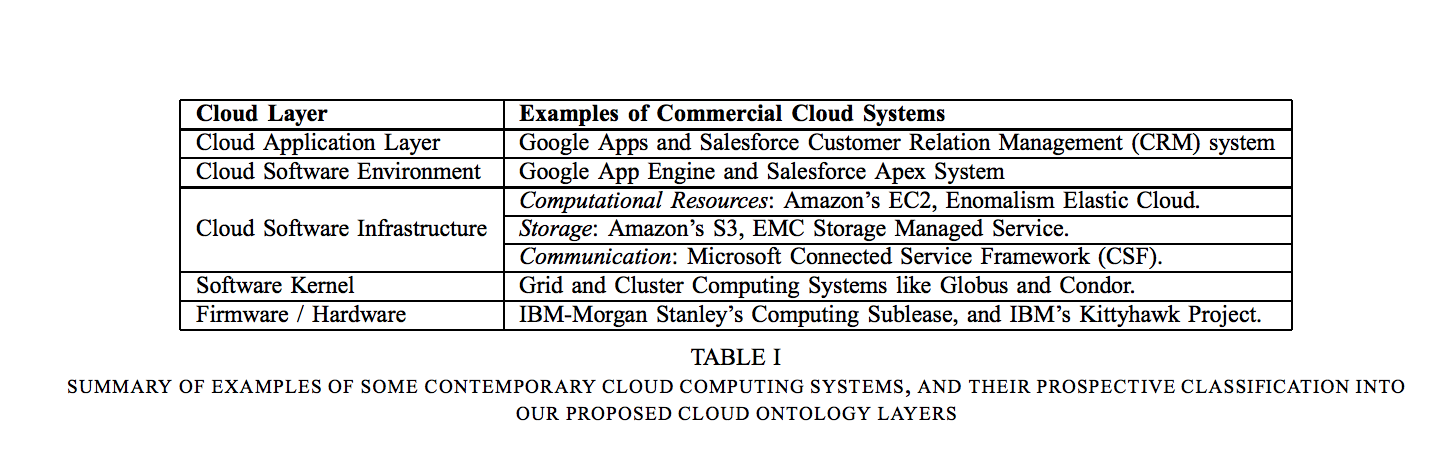 Cloud Layer Examples of Commercial Cloud Systems
Cloud Application Layer Google Apps and Salesforce Customer Relation Management (CRM) system
Cloud Software Environment Google App Engine and Salesforce Apex System
Computational Resources: Amazon's EC2, Enomalism Elastic Cloud.
Cloud Software Infrastructure Storage: Amazon's S3, EMC Storage Managed Service.
Communication: Microsoft Connected Service Framework (CSF).
Software Kernel Grid and Cluster Computing Systems like Globus and Condor.
Firmware / Hardware IBM-Morgan Stanley's Computing Sublease, and IBM's Kittyhawk Project.
TABLE I
SUMMARY OF EXAMPLES OF SOME CONTEMPORARY CLOUD COMPUTING SYSTEMS, AND THEIR PROSPECTIVE CLASSIFICATION INTO
OUR PROPOSED CLOUD ONTOLOGY LAYERS